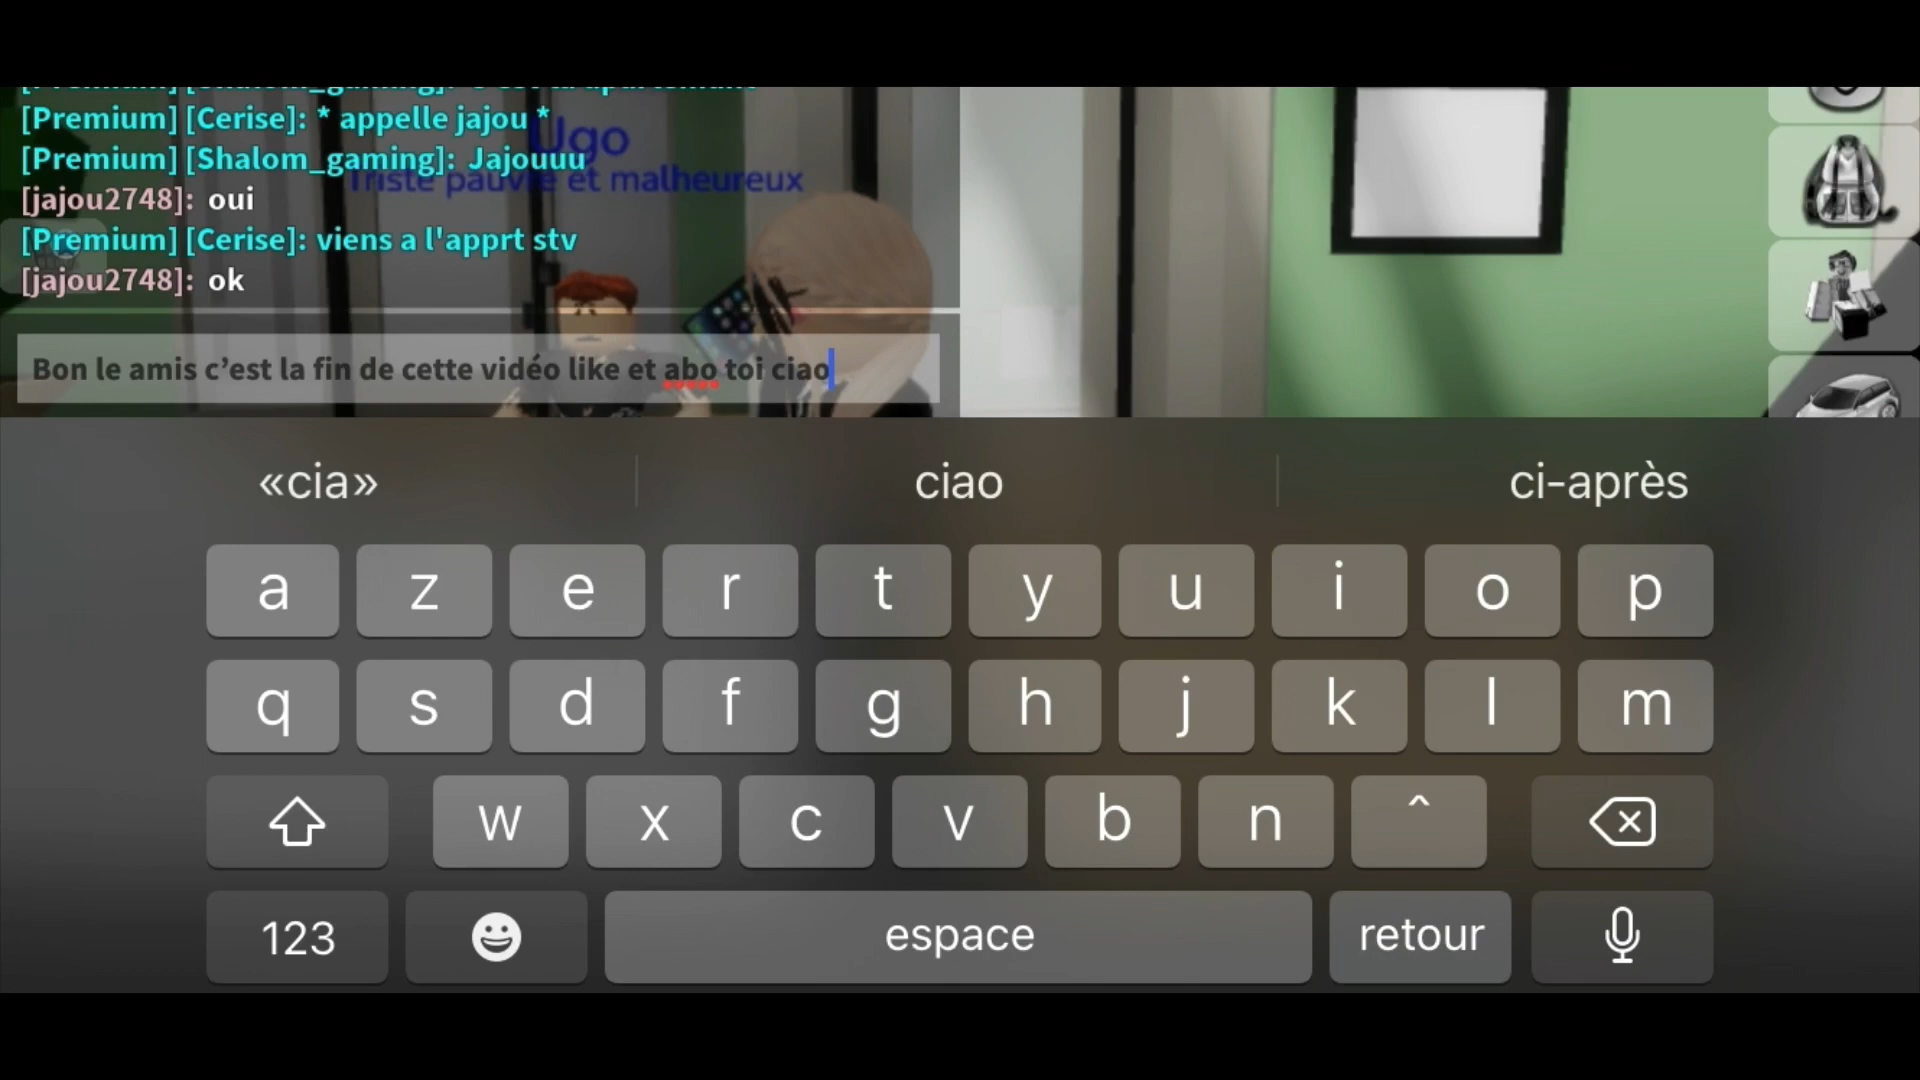 [Premium] [Shalom_gaming]:
[Premium] [Cerise]: * appelle jajou *
Ugo
[Premium] [Shalom_gaming]: Jajouuu
Triste pauvre et malheureux
[jajou2748]: oui
[Premium] [Cerise]: viens a l'apprt stv
[jajou2748]: ok
Bon le amis c’est la fin de cette vidéo like et abo toi ciao
«cia» ciao ci-après
a z e r t y u i o p
q s d f g h j k l m
w x c v b n ^
123 espace retour